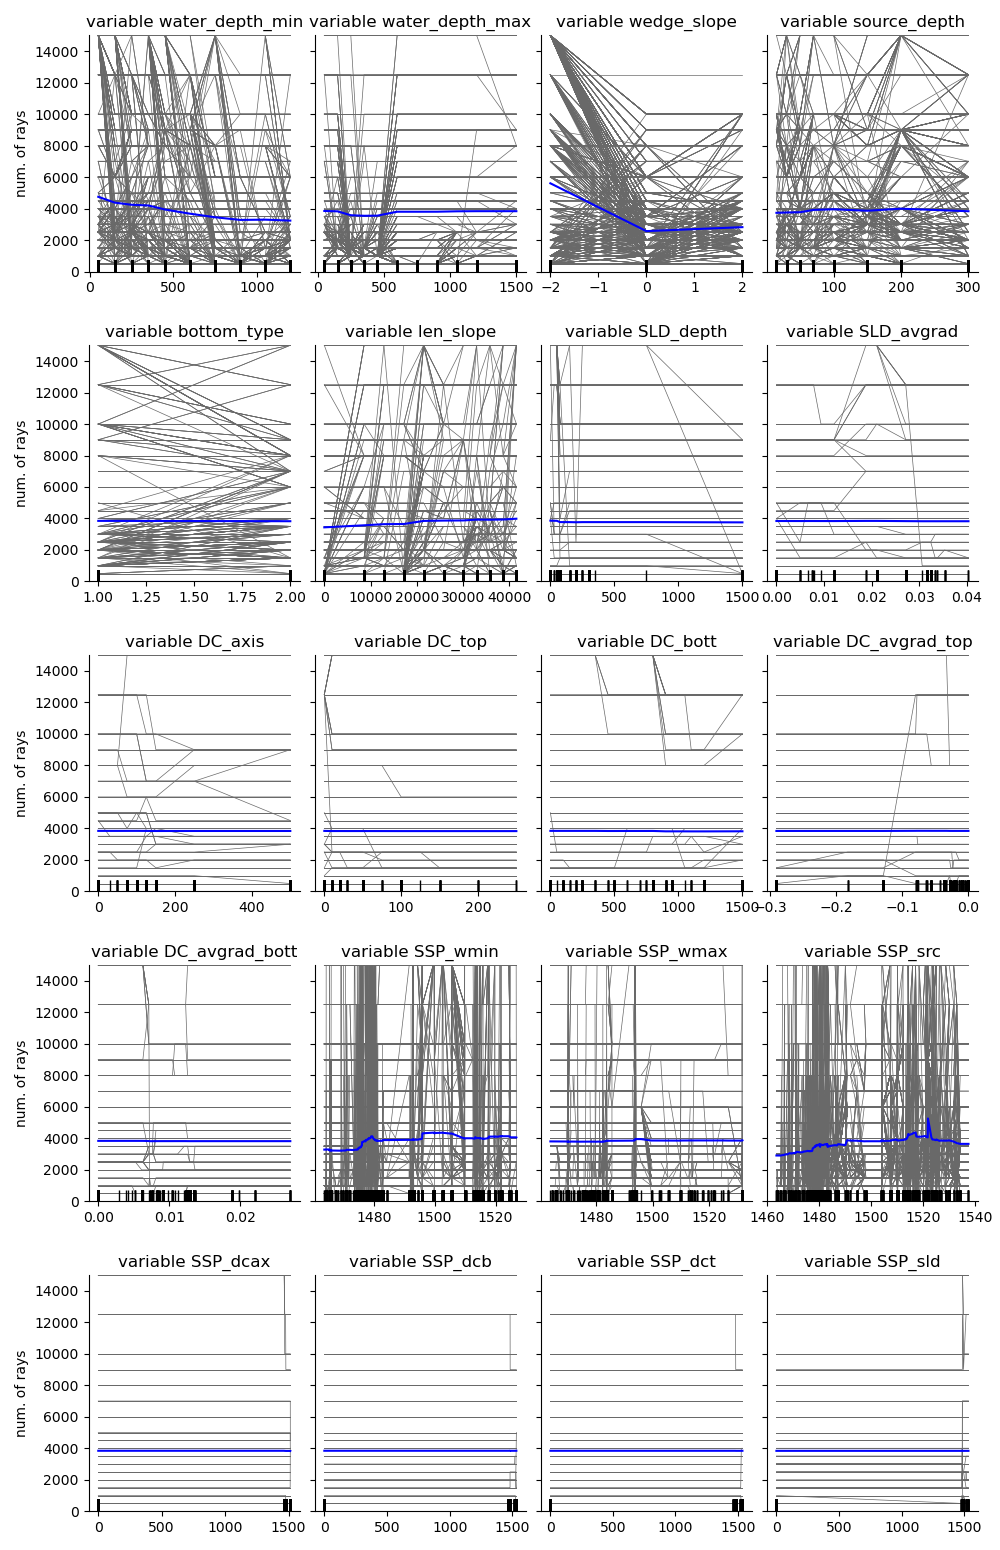 variable water_depth_min variable water_depth_max variable wedge_slope variable source_depth
num. of rays
14000
12000
10000
8000
6000
4000
2000
0
0 500 1000 0 500 1000 1500 −2 −1 0 1 2 100 200 300
variable bottom_type variable len_slope variable SLD_depth variable SLD_avgrad
num. of rays
14000
12000
10000
8000
6000
4000
2000
0
1.00 1.25 1.50 1.75 2.00 0 10000 20000 30000 40000 0 500 1000 1500 0.00 0.01 0.02 0.03 0.04
variable DC_axis variable DC_top variable DC_bott variable DC_avgrad_top
num. of rays
14000
12000
10000
8000
6000
4000
2000
0
0 200 400 0 100 200 0 500 1000 1500 −0.3 −0.2 −0.1 0.0
variable DC_avgrad_bott variable SSP_wmin variable SSP_wmax variable SSP_src
num. of rays
14000
12000
10000
8000
6000
4000
2000
0
0.00 0.01 0.02 1480 1500 1520 1480 1500 1520 1460 1480 1500 1520 1540
variable SSP_dcax variable SSP_dcb variable SSP_dct variable SSP_sld
num. of rays
14000
12000
10000
8000
6000
4000
2000
0
0 500 1000 1500 0 500 1000 1500 0 500 1000 1500 0 500 1000 1500